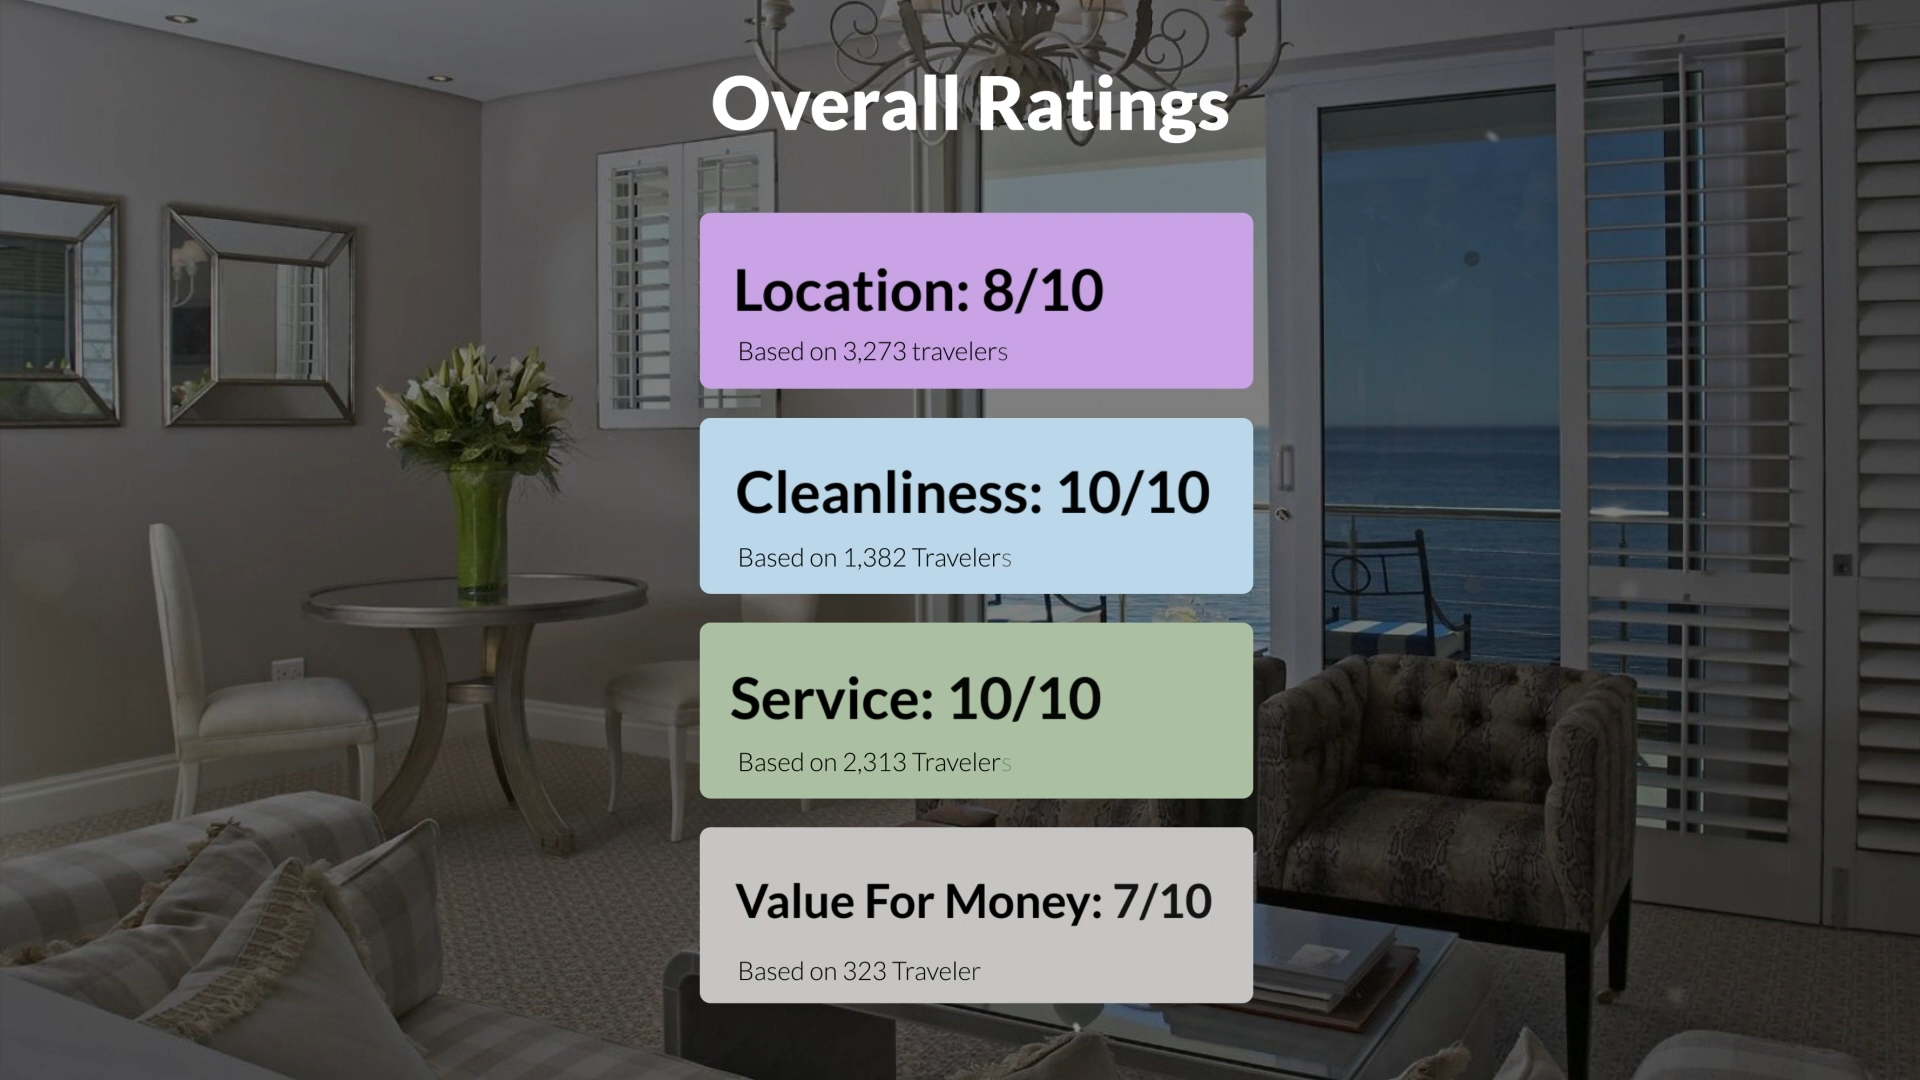 Overall Ratings
Location: 8/10
Based on 3,273 travelers
Cleanliness: 10/10
Based on 1,382 Travelers
Service: 10/10
Based on 2,313 Travelers
Value For Money: 7/10
Based on 323 Traveler